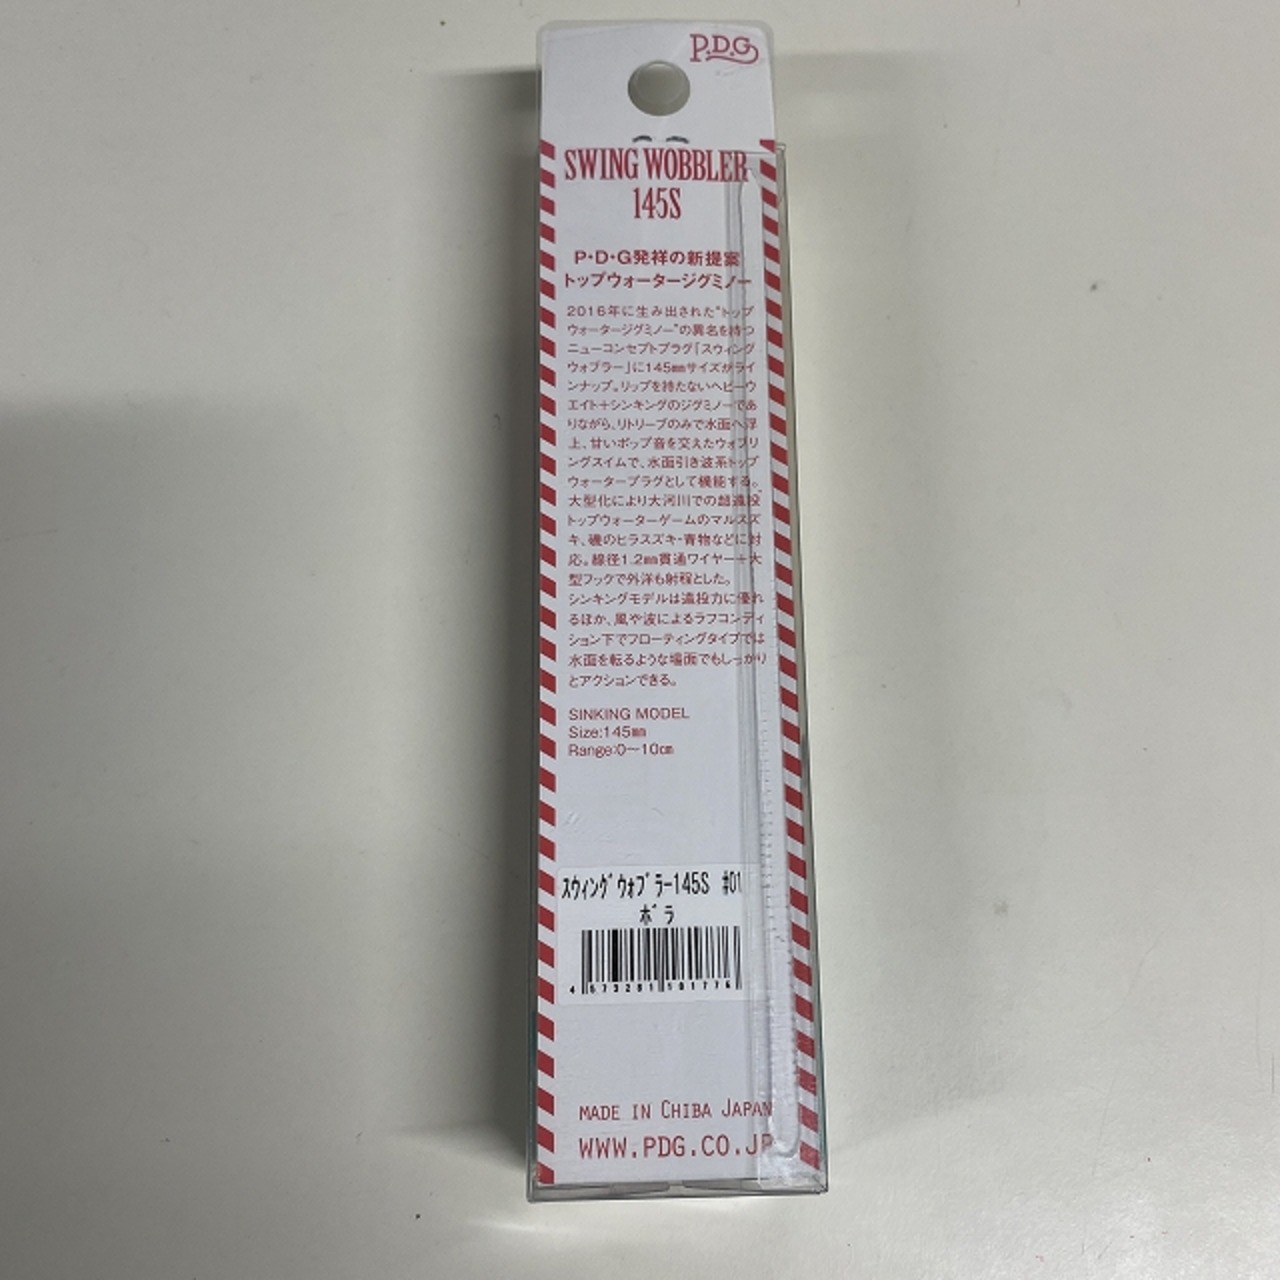 P.D.G
SWING WOBBLER
145S
P・D・G発祥の新提案
トップウォータージグミノー
2016年に生み出された"トップ
ウォータージグミノー"の異名を持つ
ニューコンセプトプラグ「スウィング
ウォブラー」に145㎜サイズがライ
ンナップ。リップを持たないヘビーウ
エイト+シンキングのジグミノーであ
りながら、リトリーブのみで水面へ浮
上、甘いポップ音を交えたウォブリ
ングスイムで、水面引き波系トップ
ウォータープラグとして機能する。
大型化により大河川での超遠投
トップウォーターゲームのマルスズ
キ、磯のヒラスズキ・青物などに対
応。線径1.2㎜貫通ワイヤー+大
型フックで外洋も射程とした。
シンキングモデルは遠投力に優れ
るほか、風や波によるラフコンディ
ション下でフローティングタイプでは
水面を転るような場面でもしっかり
とアクションできる。
SINKING MODEL
Size:145㎜
Range:0〜10㎝
スウィングウォブラー145S #01
ボラ
4 573281 101776
MADE IN CHIBA JAPAN
WWW.PDG.CO.JP